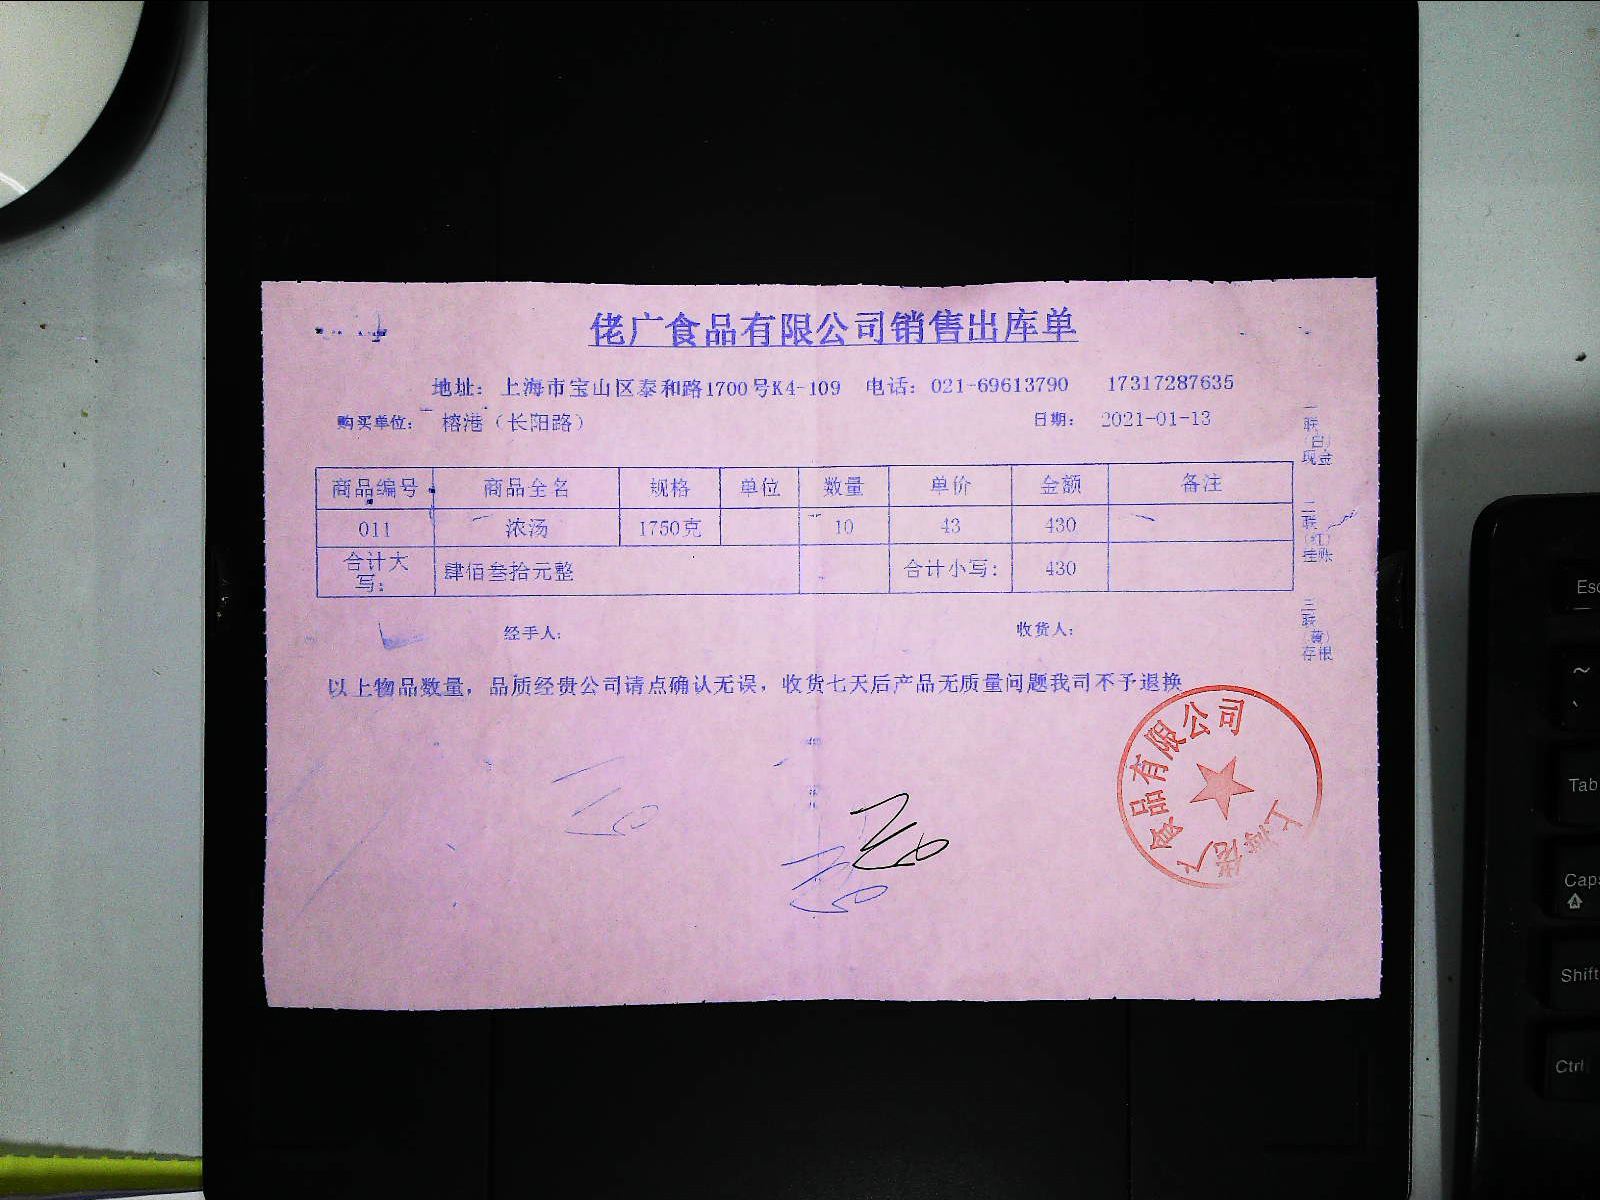 佬广食品有限公司销售出库单
地址：上海市宝山区泰和路1700号K4-109 电话：021-69613790 17317287635
购买单位： 榕港（长阳路） 日期： 2021-01-13
商品编号 商品全名 规格 单位 数量 单价 金额 备注
011 浓汤 1750克 10 43 430
合计大写： 肆佰叁拾元整 合计小写： 430
经手人： 收货人：
以上物品数量，品质经贵公司请点确认无误，收货七天后产品无质量问题我司不予退换
一联（白）现金
二联（红）挂账
三联（黄）存根
上海佬广食品有限公司
Esc
~
Tab
Caps
Shift
Ctrl